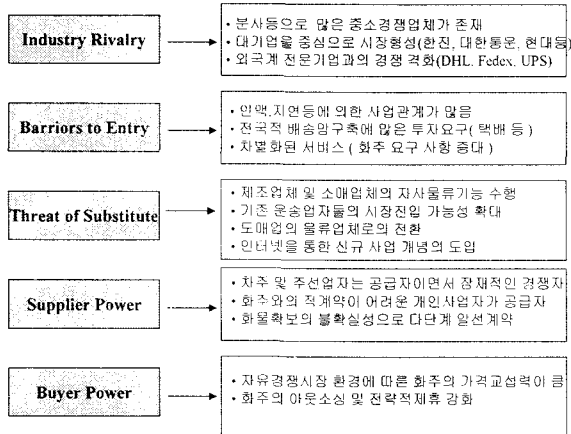 Industry Rivalry
• 분사등으로 많은 중소경쟁업체가 존재
• 대기업을 중심으로 시장형성(한진, 대한통운, 현대등)
• 외국계 전문기업과의 경쟁 격화(DHL. Fedex. UPS)
Barriors to Entry
• 인맥.지연등에 의한 사업관계가 많음
• 전국적 배송망구축에 많은 투자요구( 택배 등 )
• 차별화된 서비스 ( 화주 요구 사항 증대 )
Threat of Substitute
• 제조업체 및 소매업체의 자사물류기능 수행
• 기존 운송업자들의 시장진입 가능성 확대
• 도매업의 물류업체로의 전환
• 인터넷을 통한 신규 사업 개념의 도입
Supplier Power
• 차주 및 주선업자는 공급자이면서 잠재적인 경쟁자
• 화주와의 직계약이 어려운 개인사업자가 공급자
• 화물확보의 불확실성으로 다단계 알선계약
Buyer Power
• 자유경쟁시장 환경에 따른 화주의 가격교섭력이 큼
• 화주의 아웃소싱 및 전략적제휴 강화